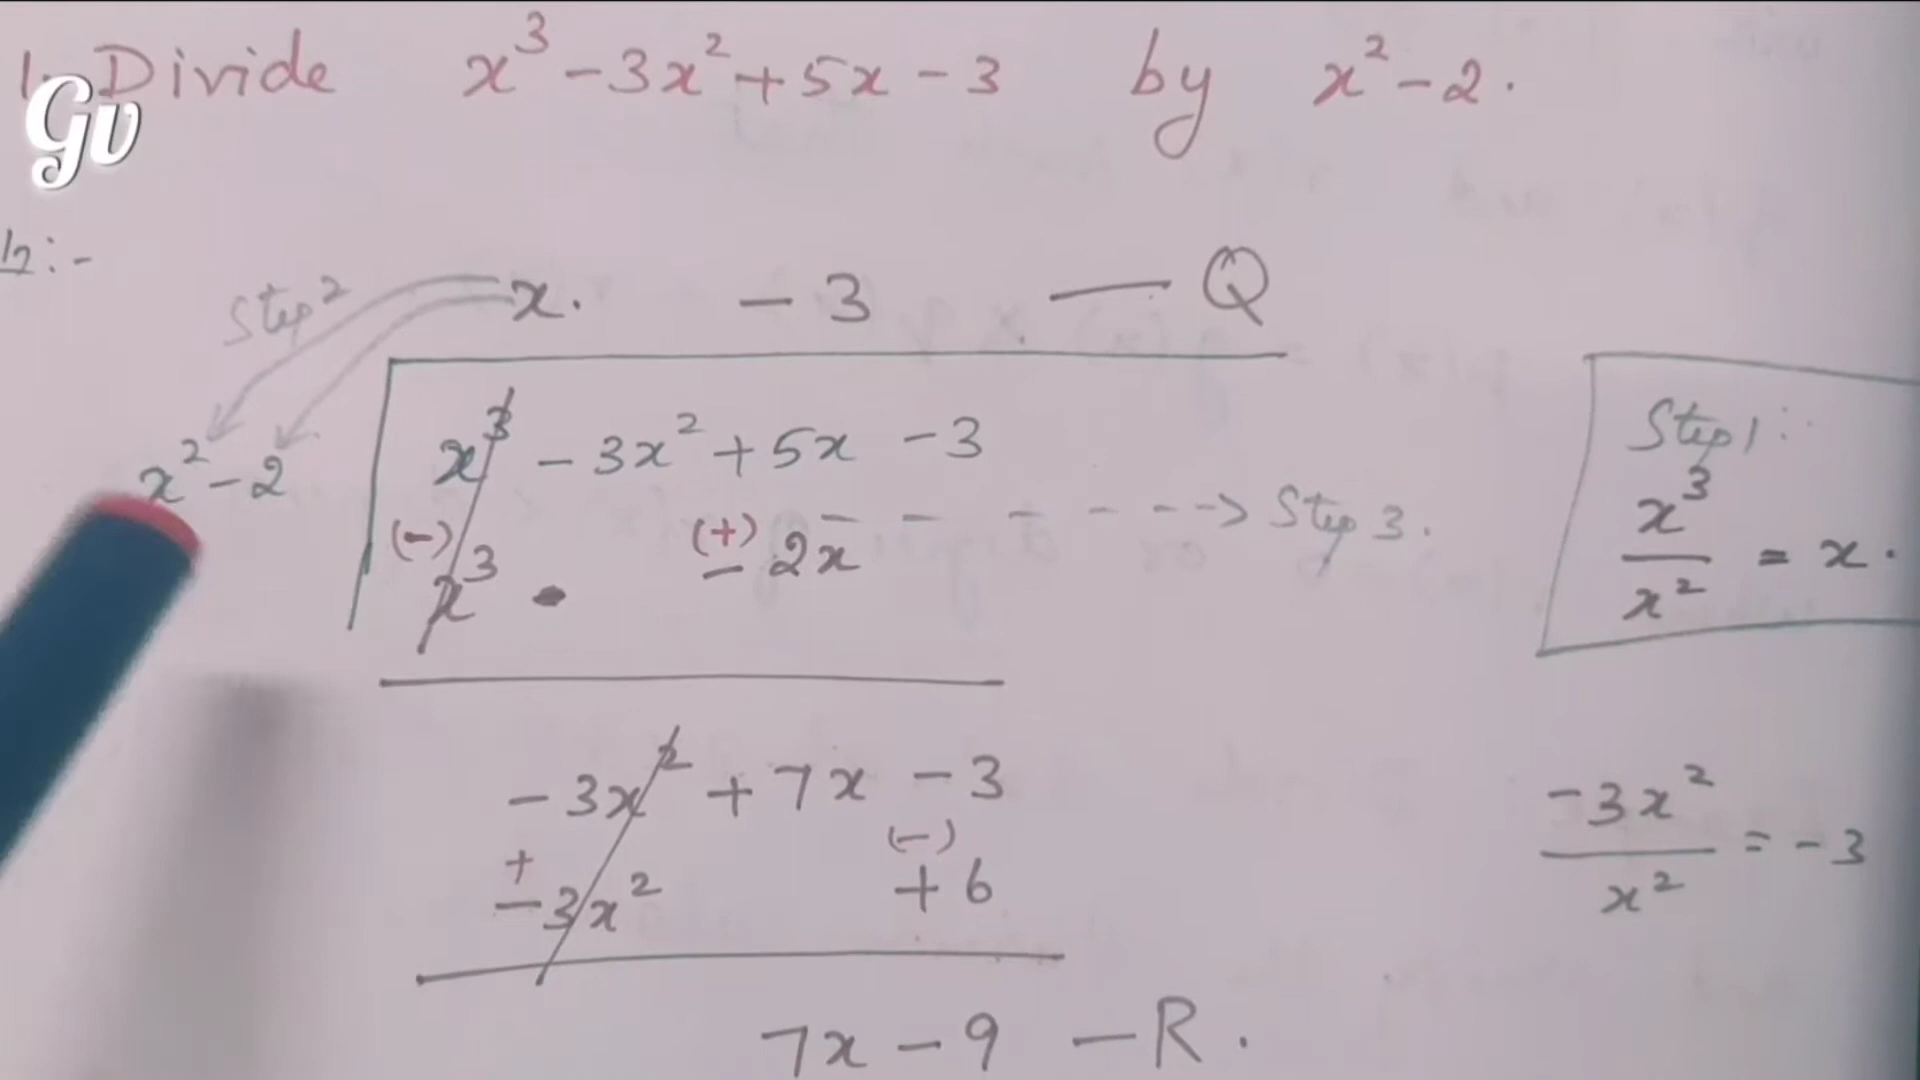 1. Divide x³ - 3x² + 5x - 3 by x² - 2.
Gv
ln:-
Step 2
x. - 3 — Q
x² - 2
x³ - 3x² + 5x - 3
(-) (+) - - - - - -> Step 3.
x³ - 2x
Step 1:
x³/x² = x.
-3x² + 7x - 3
+ (-)
-3x² + 6
-3x²/x² = -3
7x - 9 - R.